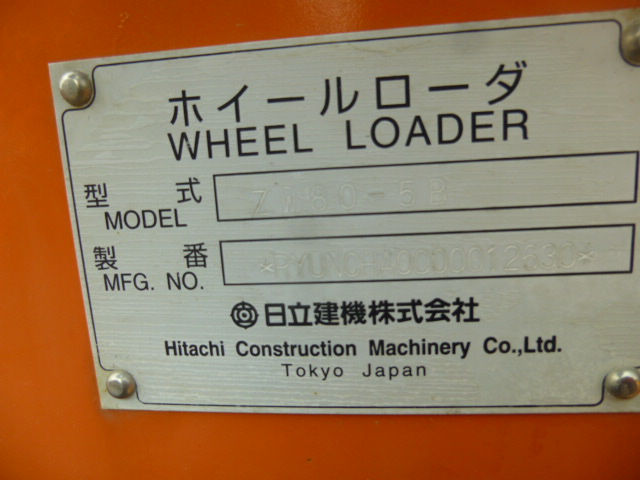 ホイールローダ
WHEEL LOADER
型式
MODEL ZW80-5B
製番
MFG. NO.
日立建機株式会社
Hitachi Construction Machinery Co.,Ltd.
Tokyo Japan